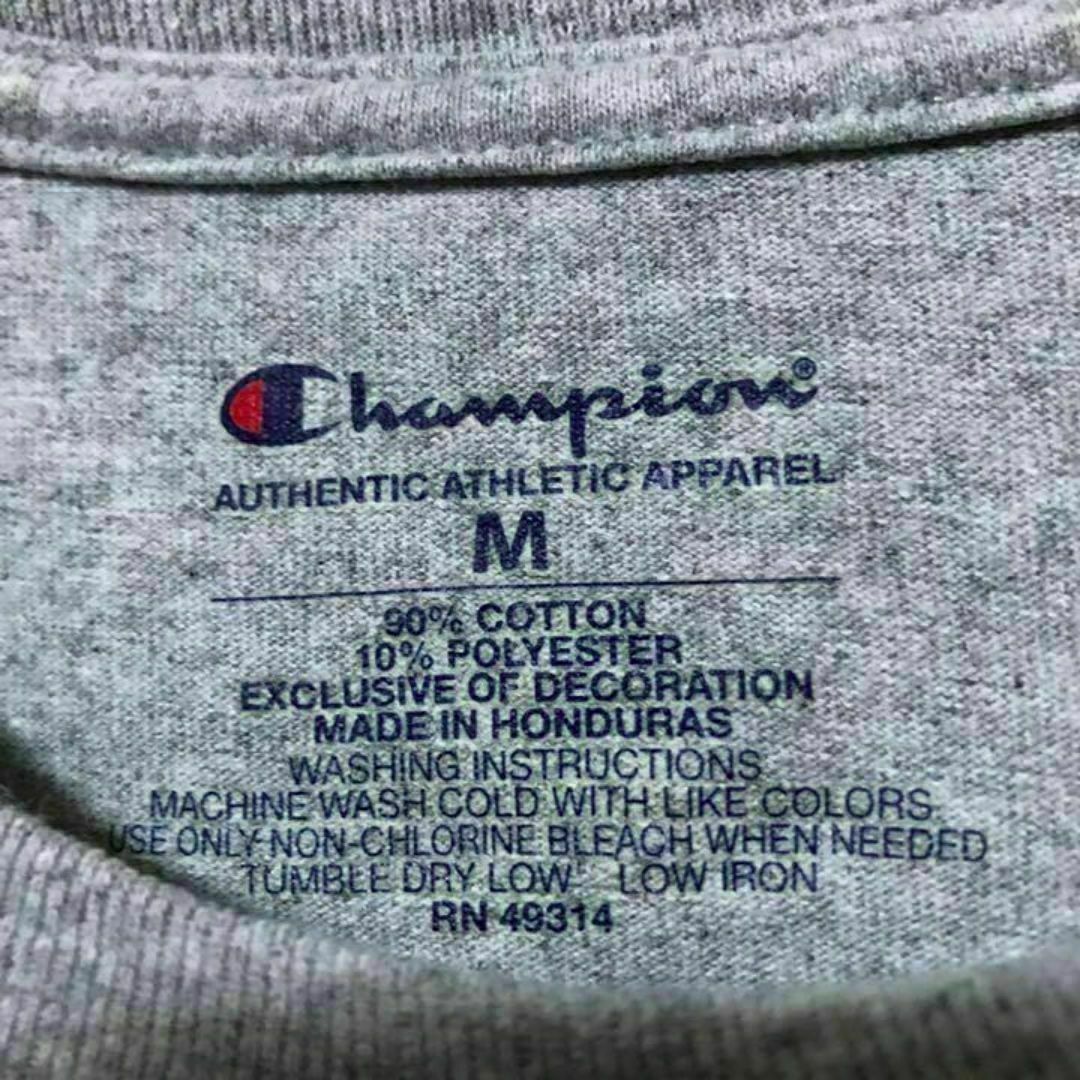 Champion®
AUTHENTIC ATHLETIC APPAREL
M
90% COTTON
10% POLYESTER
EXCLUSIVE OF DECORATION
MADE IN HONDURAS
WASHING INSTRUCTIONS
MACHINE WASH COLD WITH LIKE COLORS
USE ONLY NON-CHLORINE BLEACH WHEN NEEDED
TUMBLE DRY LOW LOW IRON
RN 49314